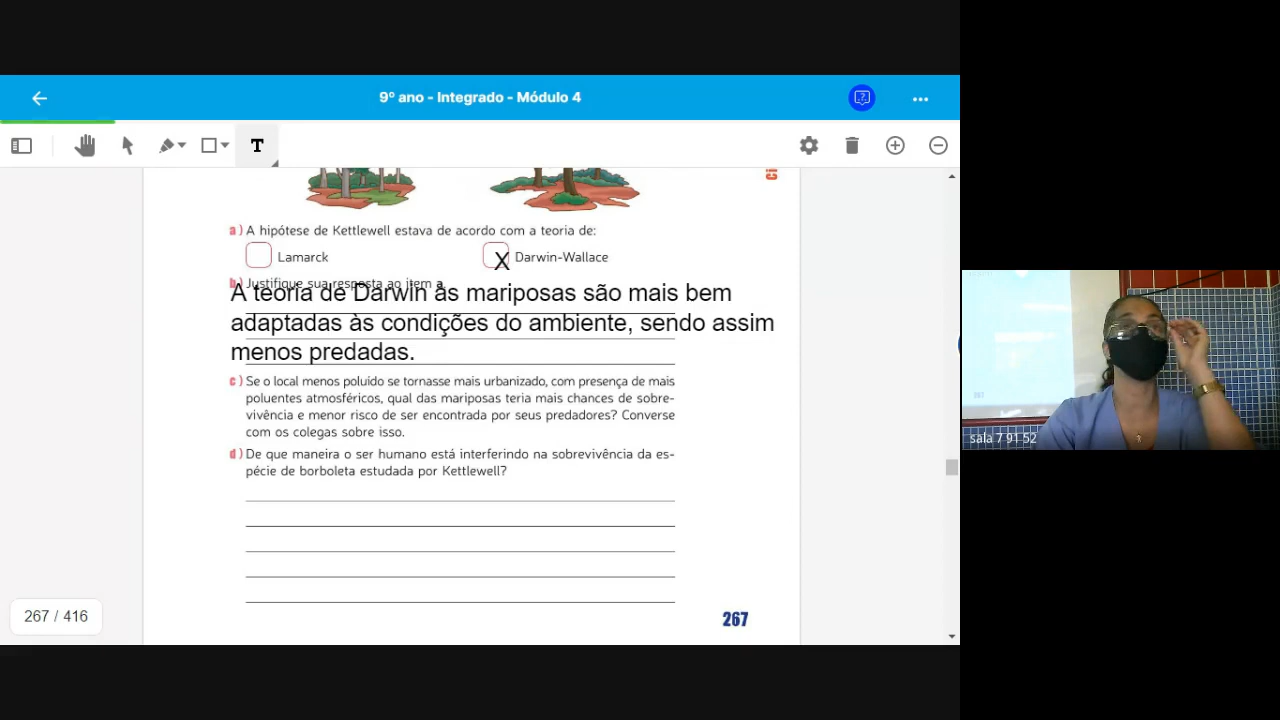 9º ano - Integrado - Módulo 4
T
a) A hipótese de Kettlewell estava de acordo com a teoria de:
Lamarck
X Darwin-Wallace
b) Justifique sua resposta ao item a.
A teoria de Darwin às mariposas são mais bem
adaptadas às condições do ambiente, sendo assim
menos predadas.
c) Se o local menos poluído se tornasse mais urbanizado, com presença de mais
poluentes atmosféricos, qual das mariposas teria mais chances de sobre-
vivência e menor risco de ser encontrada por seus predadores? Converse
com os colegas sobre isso.
d) De que maneira o ser humano está interferindo na sobrevivência da es-
pécie de borboleta estudada por Kettlewell?
267 / 416
267
sala 7 91 52